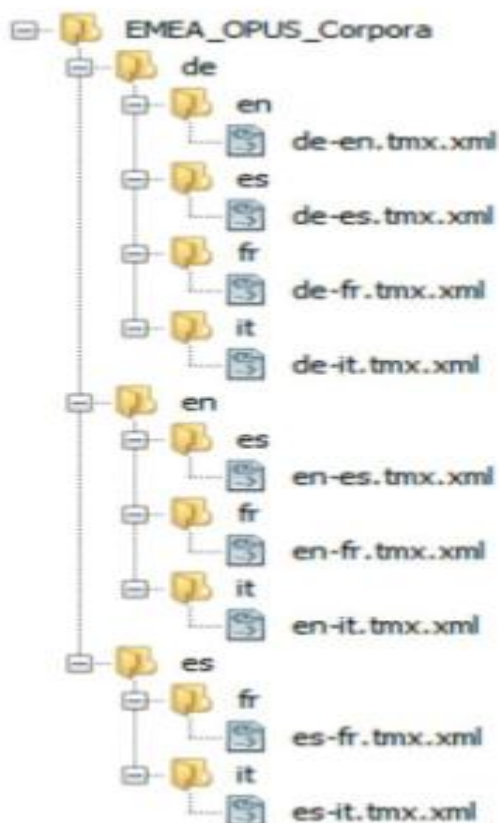 EMEA_OPUS_Corpora
de
en
de-en.tmx.xml
es
de-es.tmx.xml
fr
de-fr.tmx.xml
it
de-it.tmx.xml
en
es
en-es.tmx.xml
fr
en-fr.tmx.xml
it
en-it.tmx.xml
es
fr
es-fr.tmx.xml
it
es-it.tmx.xml